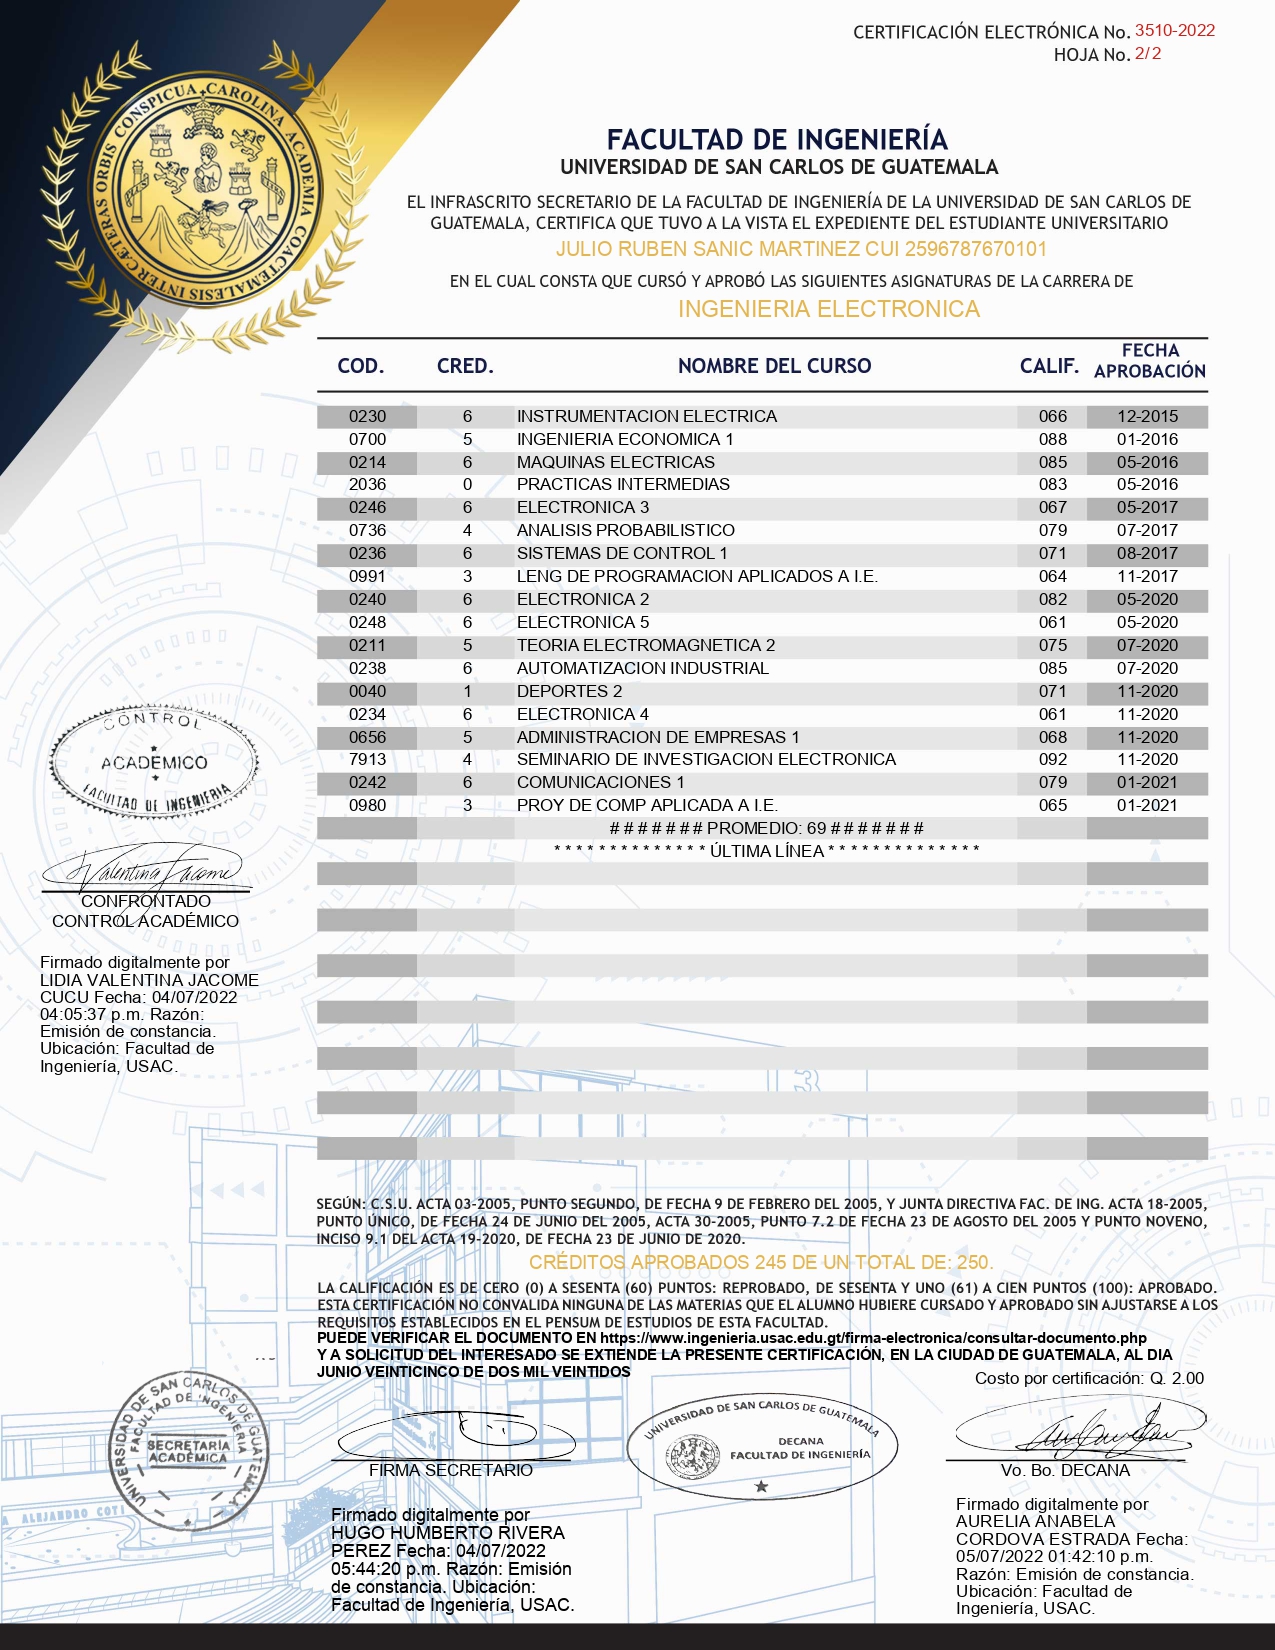 CERTIFICACIÓN ELECTRÓNICA No. 3510-2022
HOJA No. 2/2
INTER CÆTERAS ORBIS CONSPICUA CAROLINA ACADEMIA COACTEMALENSIS
FACULTAD DE INGENIERÍA
UNIVERSIDAD DE SAN CARLOS DE GUATEMALA
EL INFRASCRITO SECRETARIO DE LA FACULTAD DE INGENIERÍA DE LA UNIVERSIDAD DE SAN CARLOS DE
GUATEMALA, CERTIFICA QUE TUVO A LA VISTA EL EXPEDIENTE DEL ESTUDIANTE UNIVERSITARIO
JULIO RUBEN SANIC MARTINEZ CUI 2596787670101
EN EL CUAL CONSTA QUE CURSÓ Y APROBÓ LAS SIGUIENTES ASIGNATURAS DE LA CARRERA DE
INGENIERIA ELECTRONICA
COD. CRED. NOMBRE DEL CURSO CALIF. FECHA APROBACIÓN
0230 6 INSTRUMENTACION ELECTRICA 066 12-2015
0700 5 INGENIERIA ECONOMICA 1 088 01-2016
0214 6 MAQUINAS ELECTRICAS 085 05-2016
2036 0 PRACTICAS INTERMEDIAS 083 05-2016
0246 6 ELECTRONICA 3 067 05-2017
0736 4 ANALISIS PROBABILISTICO 079 07-2017
0236 6 SISTEMAS DE CONTROL 1 071 08-2017
0991 3 LENG DE PROGRAMACION APLICADOS A I.E. 064 11-2017
0240 6 ELECTRONICA 2 082 05-2020
0248 6 ELECTRONICA 5 061 05-2020
0211 5 TEORIA ELECTROMAGNETICA 2 075 07-2020
0238 6 AUTOMATIZACION INDUSTRIAL 085 07-2020
0040 1 DEPORTES 2 071 11-2020
0234 6 ELECTRONICA 4 061 11-2020
0656 5 ADMINISTRACION DE EMPRESAS 1 068 11-2020
7913 4 SEMINARIO DE INVESTIGACION ELECTRONICA 092 11-2020
0242 6 COMUNICACIONES 1 079 01-2021
0980 3 PROY DE COMP APLICADA A I.E. 065 01-2021
# # # # # # # PROMEDIO: 69 # # # # # # #
* * * * * * * * * * * * * * ÚLTIMA LÍNEA * * * * * * * * * * * * * *
CONTROL
ACADEMICO
FACULTAD DE INGENIERIA
Valentina Jacome
CONFRONTADO
CONTROL ACADÉMICO
Firmado digitalmente por
LIDIA VALENTINA JACOME
CUCU Fecha: 04/07/2022
04:05:37 p.m. Razón:
Emisión de constancia.
Ubicación: Facultad de
Ingeniería, USAC.
SEGÚN: C.S.U. ACTA 03-2005, PUNTO SEGUNDO, DE FECHA 9 DE FEBRERO DEL 2005, Y JUNTA DIRECTIVA FAC. DE ING. ACTA 18-2005,
PUNTO ÚNICO, DE FECHA 24 DE JUNIO DEL 2005, ACTA 30-2005, PUNTO 7.2 DE FECHA 23 DE AGOSTO DEL 2005 Y PUNTO NOVENO,
INCISO 9.1 DEL ACTA 19-2020, DE FECHA 23 DE JUNIO DE 2020.
CRÉDITOS APROBADOS 245 DE UN TOTAL DE: 250.
LA CALIFICACIÓN ES DE CERO (0) A SESENTA (60) PUNTOS: REPROBADO, DE SESENTA Y UNO (61) A CIEN PUNTOS (100): APROBADO.
ESTA CERTIFICACIÓN NO CONVALIDA NINGUNA DE LAS MATERIAS QUE EL ALUMNO HUBIERE CURSADO Y APROBADO SIN AJUSTARSE A LOS
REQUISITOS ESTABLECIDOS EN EL PENSUM DE ESTUDIOS DE ESTA FACULTAD.
PUEDE VERIFICAR EL DOCUMENTO EN https://www.ingenieria.usac.edu.gt/firma-electronica/consultar-documento.php
Y A SOLICITUD DEL INTERESADO SE EXTIENDE LA PRESENTE CERTIFICACIÓN, EN LA CIUDAD DE GUATEMALA, AL DIA
JUNIO VEINTICINCO DE DOS MIL VEINTIDOS
Costo por certificación: Q. 2.00
UNIVERSIDAD DE SAN CARLOS DE GUATEMALA
FACULTAD DE INGENIERIA
SECRETARIA
ACADÉMICA
FIRMA SECRETARIO
UNIVERSIDAD DE SAN CARLOS DE GUATEMALA
DECANA
FACULTAD DE INGENIERÍA
Vo. Bo. DECANA
Firmado digitalmente por
HUGO HUMBERTO RIVERA
PEREZ Fecha: 04/07/2022
05:44:20 p.m. Razón: Emisión
de constancia. Ubicación:
Facultad de Ingeniería, USAC.
Firmado digitalmente por
AURELIA ANABELA
CORDOVA ESTRADA Fecha:
05/07/2022 01:42:10 p.m.
Razón: Emisión de constancia.
Ubicación: Facultad de
Ingeniería, USAC.
A ALEJANDRO COTI